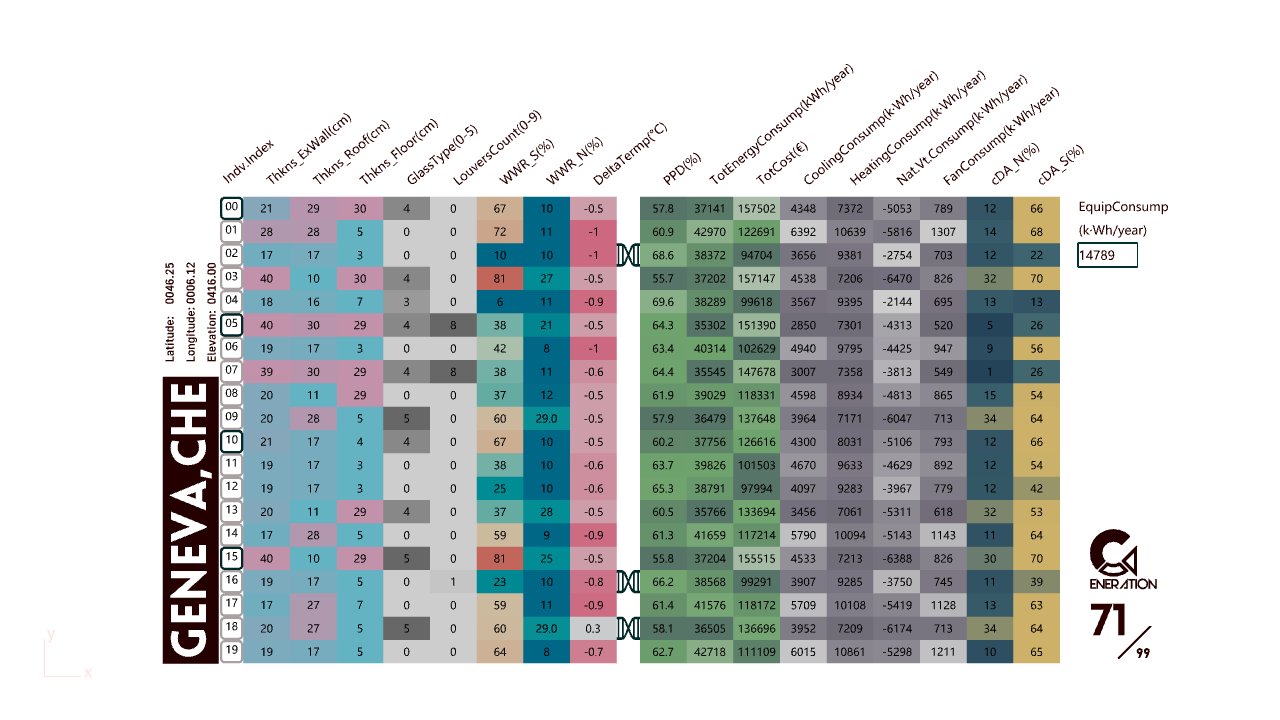 Indv.Index Thkns_ExWall(cm) Thkns_Roof(cm) Thkns_Floor(cm) GlassType(0-5) LouversCount(0-9) WWR_S(%) WWR_N(%) DeltaTermp(°C) PPD(%) TotEnergyConsump(kWh/year) TotCost(€) CoolingConsump(k·Wh/year) HeatingConsump(k·Wh/year) Nat.Vt.Consump(k·Wh/year) FanConsump(k·Wh/year) cDA_N(%) cDA_S(%)
00 21 29 30 4 0 67 10 -0.5 57.8 37141 157502 4348 7372 -5053 789 12 66
01 28 28 5 0 0 72 11 -1 60.9 42970 122691 6392 10639 -5816 1307 14 68
02 17 17 3 0 0 10 10 -1 68.6 38372 94704 3656 9381 -2754 703 12 22
03 40 10 30 4 0 81 27 -0.5 55.7 37202 157147 4538 7206 -6470 826 32 70
04 18 16 7 3 0 6 11 -0.9 69.6 38289 99618 3567 9395 -2144 695 13 13
05 40 30 29 4 8 38 21 -0.5 64.3 35302 151390 2850 7301 -4313 520 5 26
06 19 17 3 0 0 42 8 -1 63.4 40314 102629 4940 9795 -4425 947 9 56
07 39 30 29 4 8 38 11 -0.6 64.4 35545 147678 3007 7358 -3813 549 1 26
08 20 11 29 0 0 37 12 -0.5 61.9 39029 118331 4598 8934 -4813 865 15 54
09 20 28 5 5 0 60 29.0 -0.5 57.9 36479 137648 3964 7171 -6047 713 34 64
10 21 17 4 4 0 67 10 -0.5 60.2 37756 126616 4300 8031 -5106 793 12 66
11 19 17 3 0 0 38 10 -0.6 63.7 39826 101503 4670 9633 -4629 892 12 54
12 19 17 3 0 0 25 10 -0.6 65.3 38791 97994 4097 9283 -3967 779 12 42
13 20 11 29 4 0 37 28 -0.5 60.5 35766 133694 3456 7061 -5311 618 32 53
14 17 28 5 0 0 59 9 -0.9 61.3 41659 117214 5790 10094 -5143 1143 11 64
15 40 10 29 5 0 81 25 -0.5 55.8 37204 155515 4533 7213 -6388 826 30 70
16 19 17 5 0 1 23 10 -0.8 66.2 38568 99291 3907 9285 -3750 745 11 39
17 17 27 7 0 0 59 11 -0.9 61.4 41576 118172 5709 10108 -5419 1128 13 63
18 20 27 5 5 0 60 29.0 0.3 58.1 36505 136696 3952 7209 -6174 713 34 64
19 19 17 5 0 0 64 8 -0.7 62.7 42718 111109 6015 10861 -5298 1211 10 65
Latitude: 0046.25
Longitude: 0006.12
Elevation: 0416.00
GENEVA,CHE
EquipConsump
(k·Wh/year)
14789
GENERATION
71/99
y
x